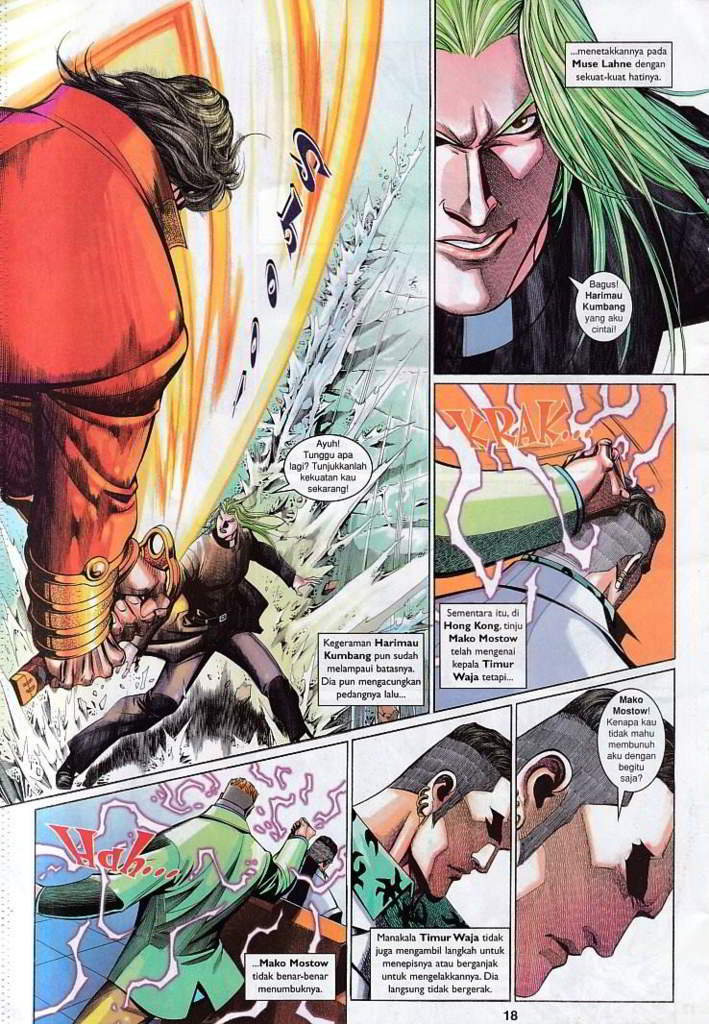 SYOOO
Ayuh!
Tunggu apa
lagi? Tunjukkanlah
kekuatan kau
sekarang!
Kegeraman Harimau
Kumbang pun sudah
melampaui batasnya.
Dia pun mengacungkan
pedangnya lalu...
...menetakkannya pada
Muse Lahne dengan
sekuat-kuat hatinya.
Bagus!
Harimau
Kumbang
yang aku
cintai!
KRAK...
Sementara itu, di
Hong Kong, tinju
Mako Mostow
telah mengenai
kepala Timur
Waja tetapi...
Hah...
...Mako Mostow
tidak benar-benar
menumbuknya.
Manakala Timur Waja tidak
juga mengambil langkah untuk
menepisnya atau berganjak
untuk mengelakkannya. Dia
langsung tidak bergerak.
Mako
Mostow!
Kenapa kau
tidak mahu
membunuh
aku dengan
begitu
saja?
18